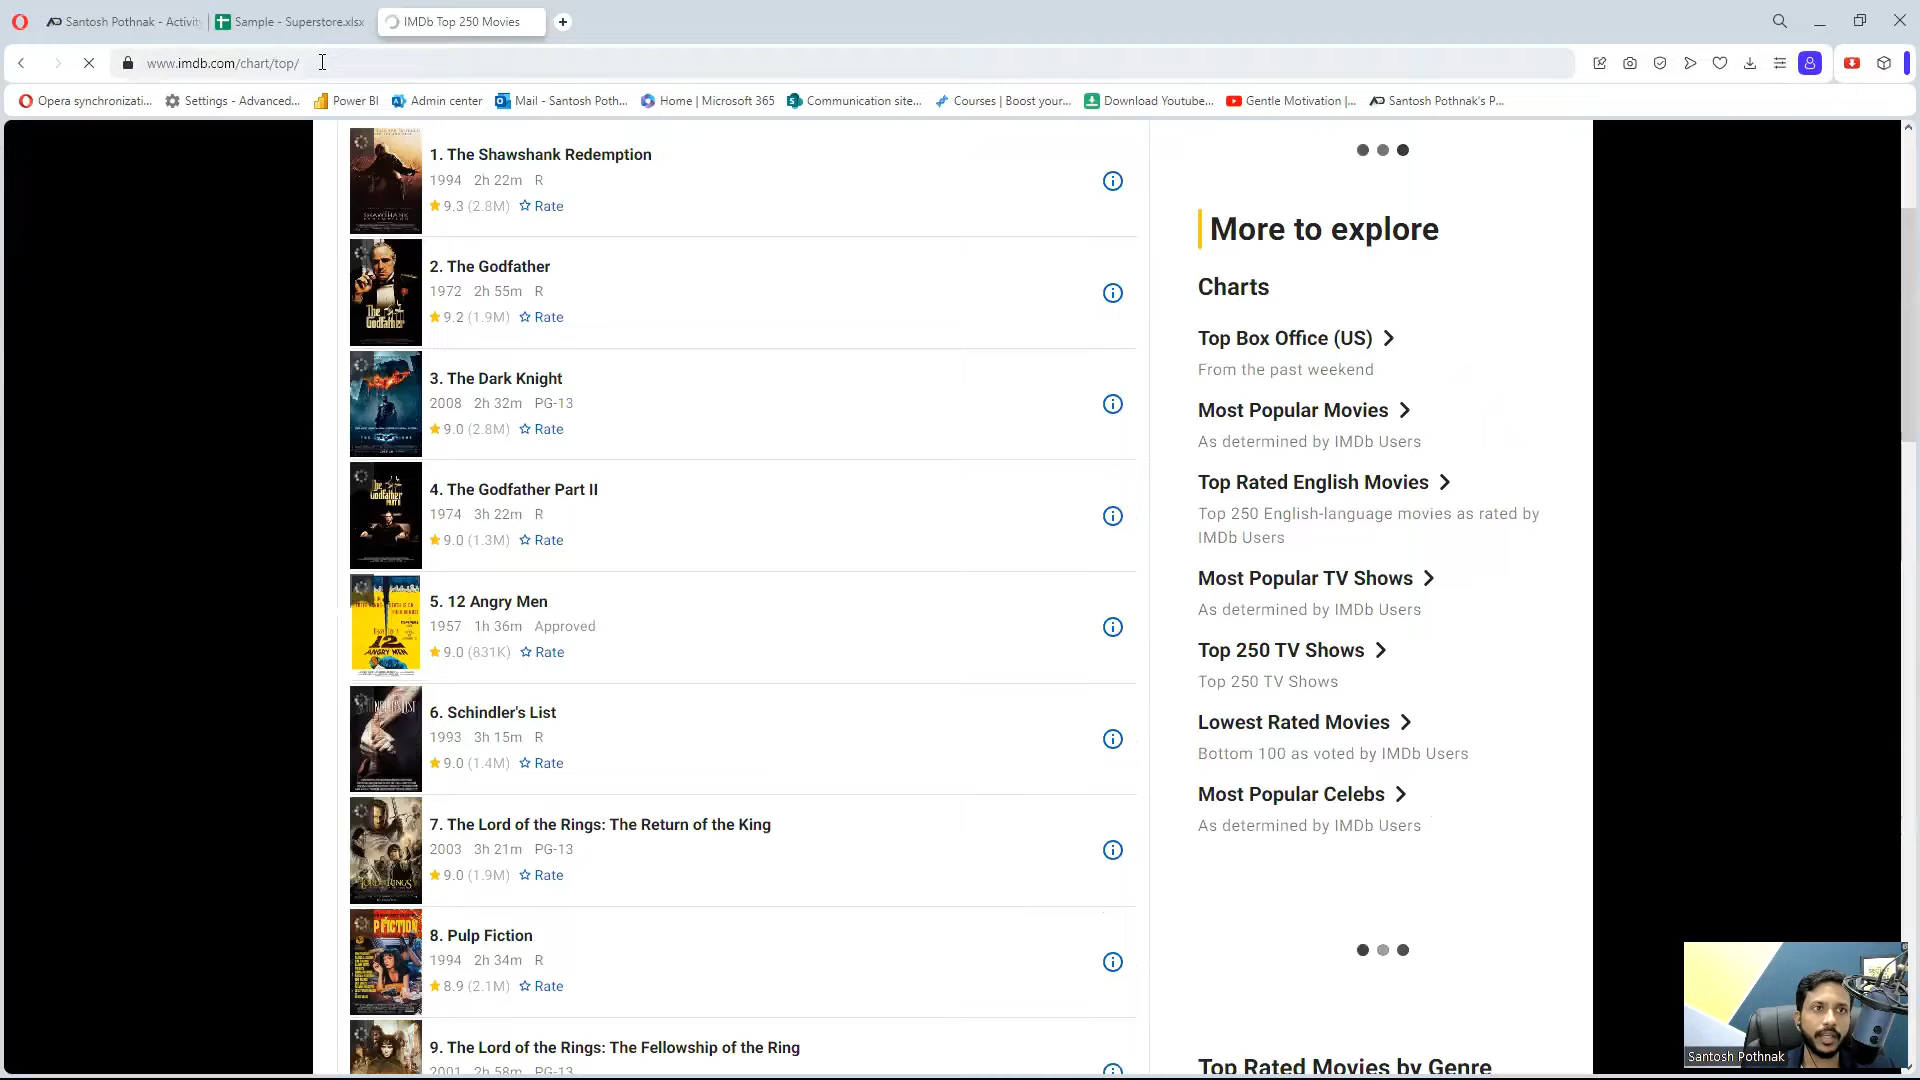 Santosh Pothnak - Activit
Sample - Superstore.xlsx
IMDb Top 250 Movies
www.imdb.com/chart/top/
Opera synchronizati...
Settings - Advanced...
Power BI
Admin center
Mail - Santosh Poth...
Home | Microsoft 365
Communication site...
Courses | Boost your...
Download Youtube...
Gentle Motivation |...
Santosh Pothnak's P...
1. The Shawshank Redemption
1994 2h 22m R
9.3 (2.8M) Rate
2. The Godfather
1972 2h 55m R
9.2 (1.9M) Rate
3. The Dark Knight
2008 2h 32m PG-13
9.0 (2.8M) Rate
4. The Godfather Part II
1974 3h 22m R
9.0 (1.3M) Rate
5. 12 Angry Men
1957 1h 36m Approved
9.0 (831K) Rate
6. Schindler's List
1993 3h 15m R
9.0 (1.4M) Rate
7. The Lord of the Rings: The Return of the King
2003 3h 21m PG-13
9.0 (1.9M) Rate
8. Pulp Fiction
1994 2h 34m R
8.9 (2.1M) Rate
9. The Lord of the Rings: The Fellowship of the Ring
2001 2h 58m PG-13
More to explore
Charts
Top Box Office (US)
From the past weekend
Most Popular Movies
As determined by IMDb Users
Top Rated English Movies
Top 250 English-language movies as rated by
IMDb Users
Most Popular TV Shows
As determined by IMDb Users
Top 250 TV Shows
Top 250 TV Shows
Lowest Rated Movies
Bottom 100 as voted by IMDb Users
Most Popular Celebs
As determined by IMDb Users
Top Rated Movies by Genre
Santosh Pothnak